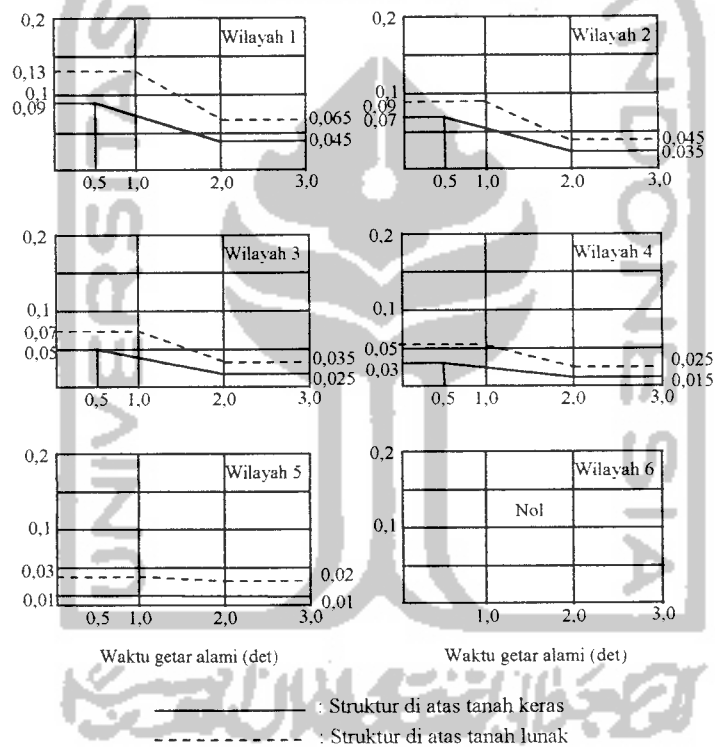 0,2 Wilayah 1
0,13
0,1
0,09
0,065
0,045
0,5 1,0 2,0 3,0
0,2 Wilayah 2
0,1
0,09
0,07
0,045
0,035
0,5 1,0 2,0 3,0
0,2 Wilayah 3
0,1
0,07
0,05
0,035
0,025
0,5 1,0 2,0 3,0
0,2 Wilayah 4
0,1
0,05
0,03
0,025
0,015
0,5 1,0 2,0 3,0
0,2 Wilayah 5
0,1
0,03
0,01
0,02
0,01
0,5 1,0 2,0 3,0
Waktu getar alami (det)
0,2 Wilayah 6
Nol
0,1
1,0 2,0 3,0
Waktu getar alami (det)
: Struktur di atas tanah keras
: Struktur di atas tanah lunak
UNIVERSITAS
INDONESIA